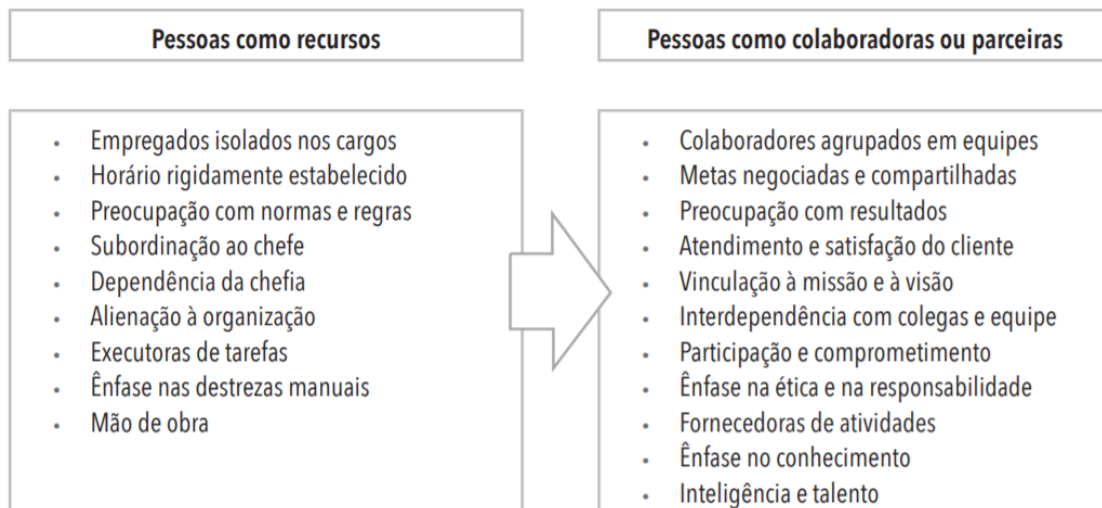 Pessoas como recursos
• Empregados isolados nos cargos
• Horário rigidamente estabelecido
• Preocupação com normas e regras
• Subordinação ao chefe
• Dependência da chefia
• Alienação à organização
• Executoras de tarefas
• Ênfase nas destrezas manuais
• Mão de obra
Pessoas como colaboradoras ou parceiras
• Colaboradores agrupados em equipes
• Metas negociadas e compartilhadas
• Preocupação com resultados
• Atendimento e satisfação do cliente
• Vinculação à missão e à visão
• Interdependência com colegas e equipe
• Participação e comprometimento
• Ênfase na ética e na responsabilidade
• Fornecedoras de atividades
• Ênfase no conhecimento
• Inteligência e talento